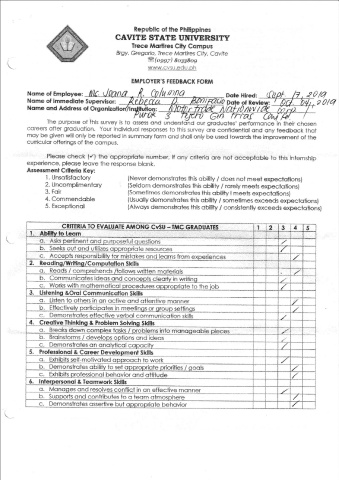 Republic of the Philippines
CAVITE STATE UNIVERSITY
Trece Martires City Campus
Brgy. Gregorio, Trece Martires City, Cavite
www.cvsu.edu.ph
EMPLOYER'S FEEDBACK FORM
Name of Employee: Mc Joana R. Columna Date Hired: Sept 17, 2019
Name of Immediate Supervisor: Rebecca D. Bonifacio Date of Review: Oct 04, 2019
Name and Address of Organization/Institution: Motortrade Nationwide Corp.
Purok 3 Tejero Gen Trias Cavite
The purpose of this survey is to assess and understand our graduates' performance in their chosen
careers after graduation. Your individual responses to this survey are confidential and any feedback that
may be given will only be reported in summary form and shall only be used towards the improvement of the
curricular offerings of the campus.
Please check (✓) the appropriate number. If any criteria are not acceptable to this internship
experience, please leave the response blank.
Assessment Criteria Key:
1. Unsatisfactory (Never demonstrates this ability / does not meet expectations)
2. Uncomplimentary (Seldom demonstrates this ability / rarely meets expectations)
3. Fair (Sometimes demonstrates this ability / meets expectations)
4. Commendable (Usually demonstrates this ability / sometimes exceeds expectations)
5. Exceptional (Always demonstrates this ability / consistently exceeds expectations)
CRITERIA TO EVALUATE AMONG CvSU – TMC GRADUATES 1 2 3 4 5
1. Ability to Learn
a. Asks pertinent and purposeful questions
b. Seeks out and utilizes appropriate resources
c. Accepts responsibility for mistakes and learns from experiences
2. Reading/Writing/Computation Skills
a. Reads / comprehends /follows written materials
b. Communicates ideas and concepts clearly in writing
c. Works with mathematical procedures appropriate to the job
3. Listening &Oral Communication Skills
a. Listen to others in an active and attentive manner
b. Effectively participates in meetings or group settings
c. Demonstrates effective verbal communication skills
4. Creative Thinking & Problem Solving Skills
a. Breaks down complex tasks / problems into manageable pieces
b. Brainstorms / develops options and ideas
c. Demonstrates an analytical capacity
5. Professional & Career Development Skills
a. Exhibits self-motivated approach to work
b. Demonstrates ability to set appropriate priorities / goals
c. Exhibits professional behavior and attitude
6. Interpersonal & Teamwork Skills
a. Manages and resolves conflict in an effective manner
b. Supports and contributes to a team atmosphere
c. Demonstrates assertive but appropriate behavior